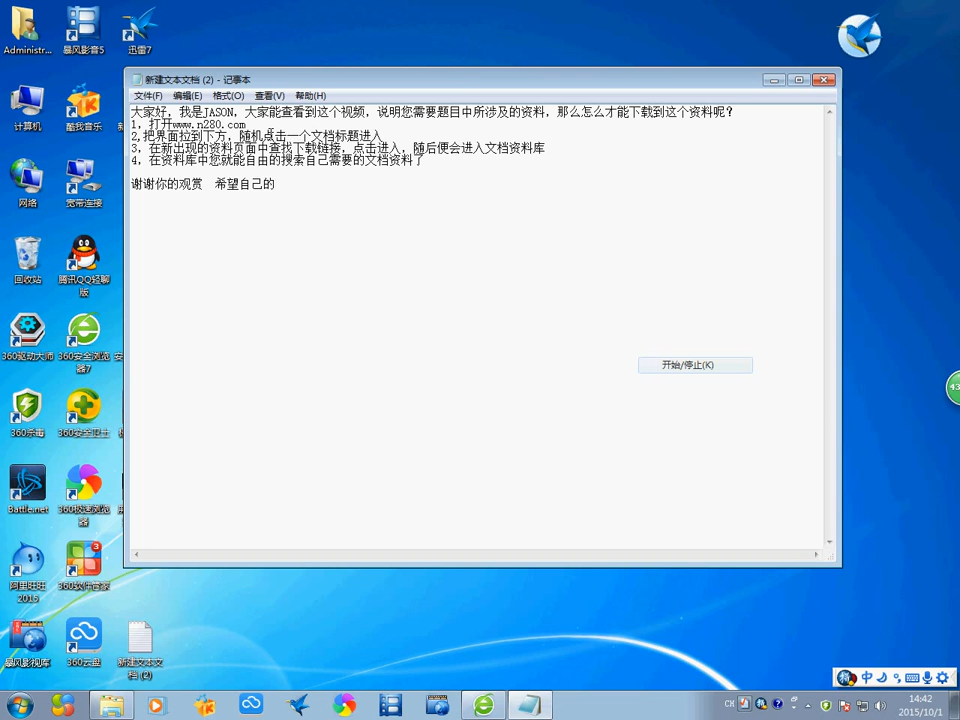 Administr...
暴风影音5
迅雷7
计算机
酷我音乐
网络
宽带连接
回收站
腾讯QQ轻聊
版
360驱动大师
360安全浏览
器7
360杀毒
360安全卫士
Battle.net
360极速浏览
器
阿里旺旺
2015
3
360软件管家
暴风影视库
360云盘
新建文本文
档 (2)
新建文本文档 (2) - 记事本
文件(F) 编辑(E) 格式(O) 查看(V) 帮助(H)
大家好，我是JASON，大家能查看到这个视频，说明您需要题目中所涉及的资料，那么怎么才能下载到这个资料呢？
1，打开www.n280.com
2,把界面拉到下方，随机点击一个文档标题进入
3，在新出现的资料页面中查找下载链接，点击进入，随后便会进入文档资料库
4，在资料库中您就能自由的搜索自己需要的文档资料了
谢谢你的观赏 希望自己的
开始/停止(K)
43
中
CH
14:42
2015/10/1